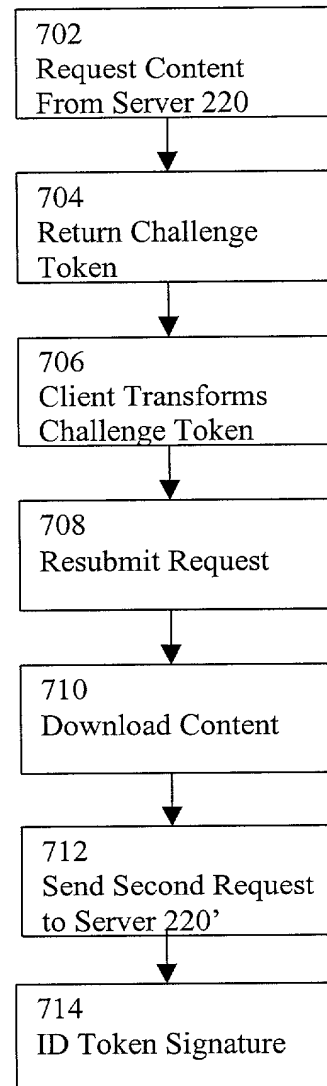 702
Request Content
From Server 220
704
Return Challenge
Token
706
Client Transforms
Challenge Token
708
Resubmit Request
710
Download Content
712
Send Second Request
to Server 220'
714
ID Token Signature